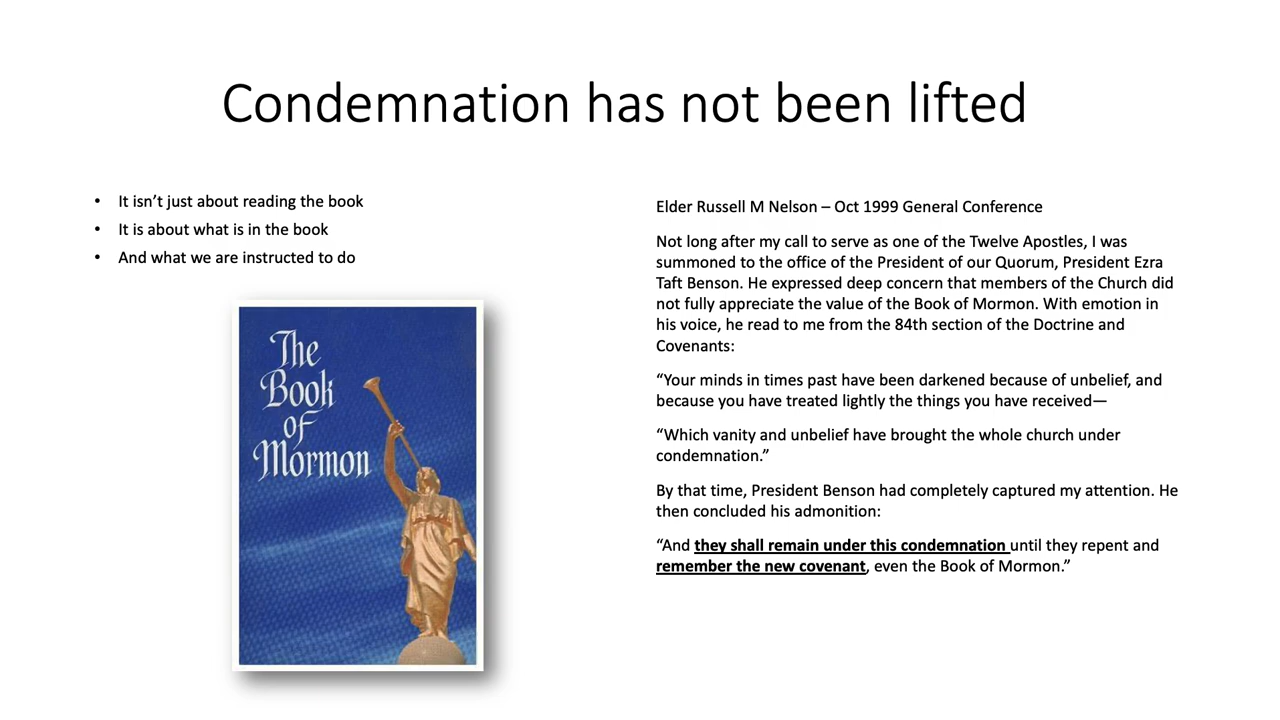 Condemnation has not been lifted
• It isn’t just about reading the book
• It is about what is in the book
• And what we are instructed to do
The
Book
of
Mormon
Elder Russell M Nelson – Oct 1999 General Conference
Not long after my call to serve as one of the Twelve Apostles, I was
summoned to the office of the President of our Quorum, President Ezra
Taft Benson. He expressed deep concern that members of the Church did
not fully appreciate the value of the Book of Mormon. With emotion in
his voice, he read to me from the 84th section of the Doctrine and
Covenants:
“Your minds in times past have been darkened because of unbelief, and
because you have treated lightly the things you have received—
“Which vanity and unbelief have brought the whole church under
condemnation.”
By that time, President Benson had completely captured my attention. He
then concluded his admonition:
“And they shall remain under this condemnation until they repent and
remember the new covenant, even the Book of Mormon.”